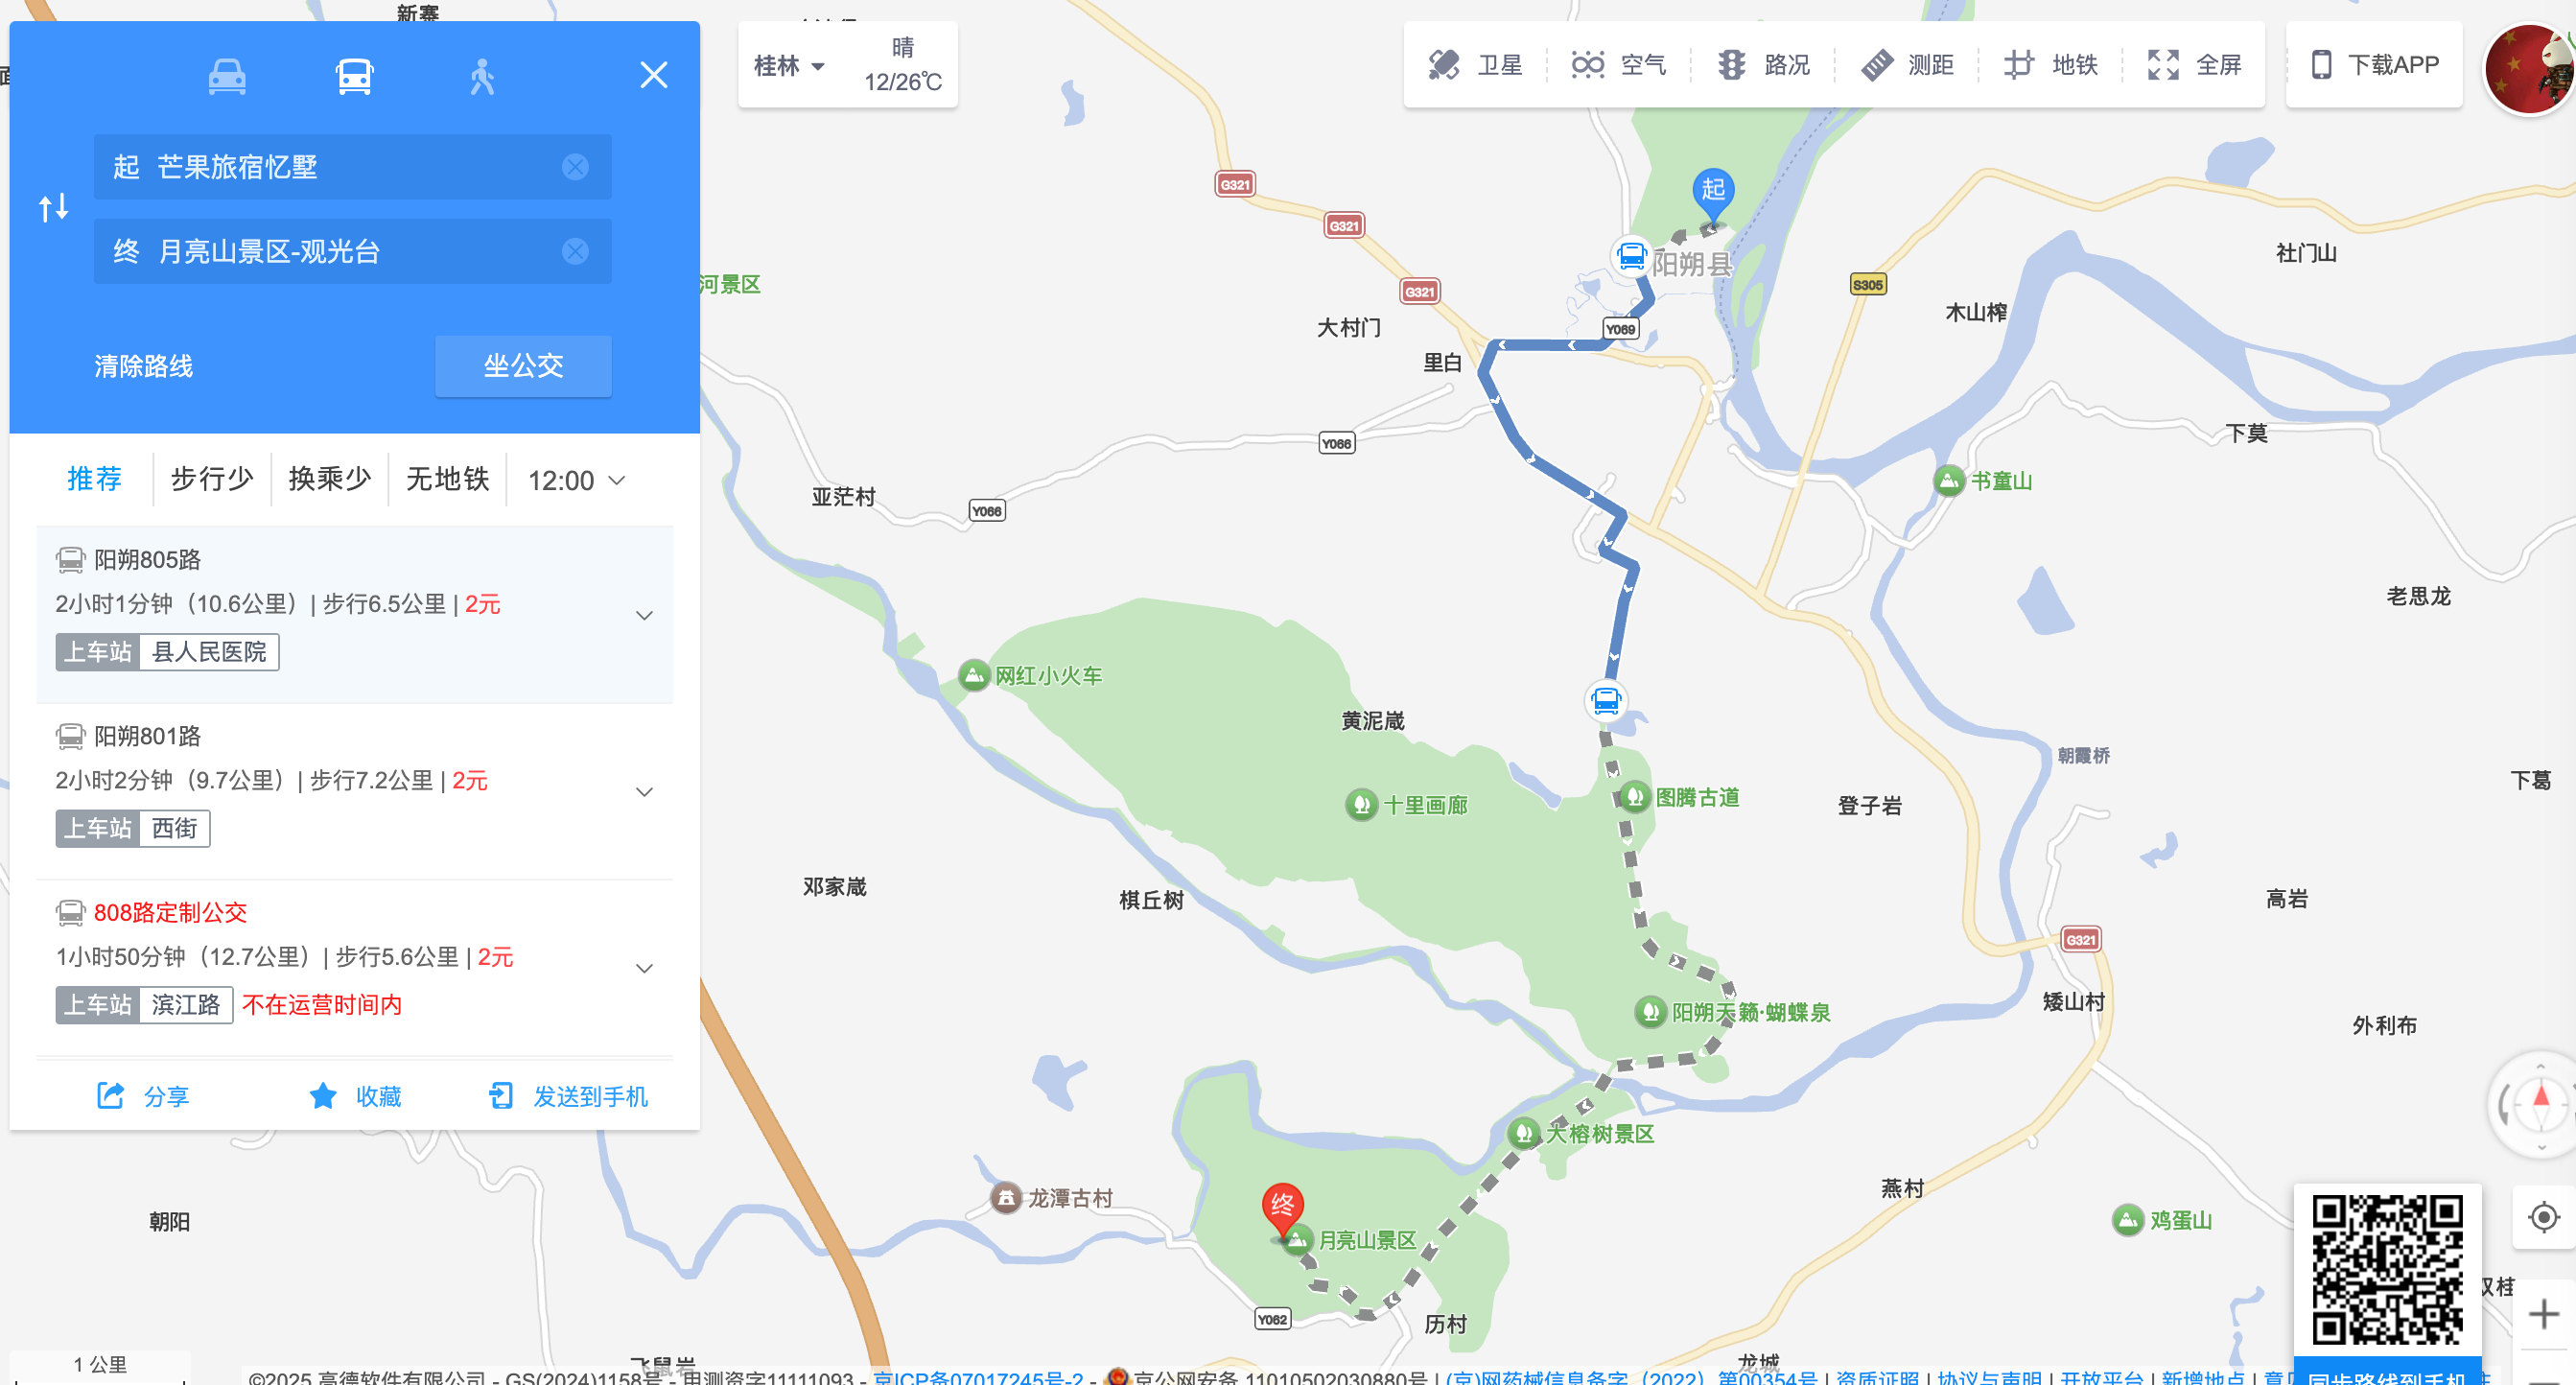 起 芒果旅宿忆墅
终 月亮山景区-观光台
清除路线
坐公交
推荐
步行少
换乘少
无地铁
12:00
阳朔805路
2小时1分钟（10.6公里）| 步行6.5公里 | 2元
上车站 县人民医院
阳朔801路
2小时2分钟（9.7公里）| 步行7.2公里 | 2元
上车站 西街
808路定制公交
1小时50分钟（12.7公里）| 步行5.6公里 | 2元
上车站 滨江路 不在运营时间内
分享
收藏
发送到手机
桂林
晴
12/26℃
卫星
空气
路况
测距
地铁
全屏
下载APP
新寨
G321
G321
G321
起
阳朔县
河景区
大村门
里白
Y069
S305
木山榨
社门山
Y066
Y066
亚茫村
书童山
下莫
老思龙
网红小火车
黄泥崴
十里画廊
图腾古道
登子岩
朝霞桥
下葛
邓家崴
棋丘树
高岩
G321
矮山村
外利布
阳朔天籁·蝴蝶泉
大榕树景区
龙潭古村
终
月亮山景区
燕村
鸡蛋山
朝阳
Y062
历村
双桂
飞鼠岩
龙城
1 公里
同步路线到手机
©2025 高德软件有限公司 - GS(2024)1158号 - 甲测资字11111093 - 京ICP备07017245号-2 - 京公网安备 11010502030880号 | (京)网药械信息备字（2022）第00354号 | 资质证照 | 协议与声明 | 开放平台 | 新增地点 |